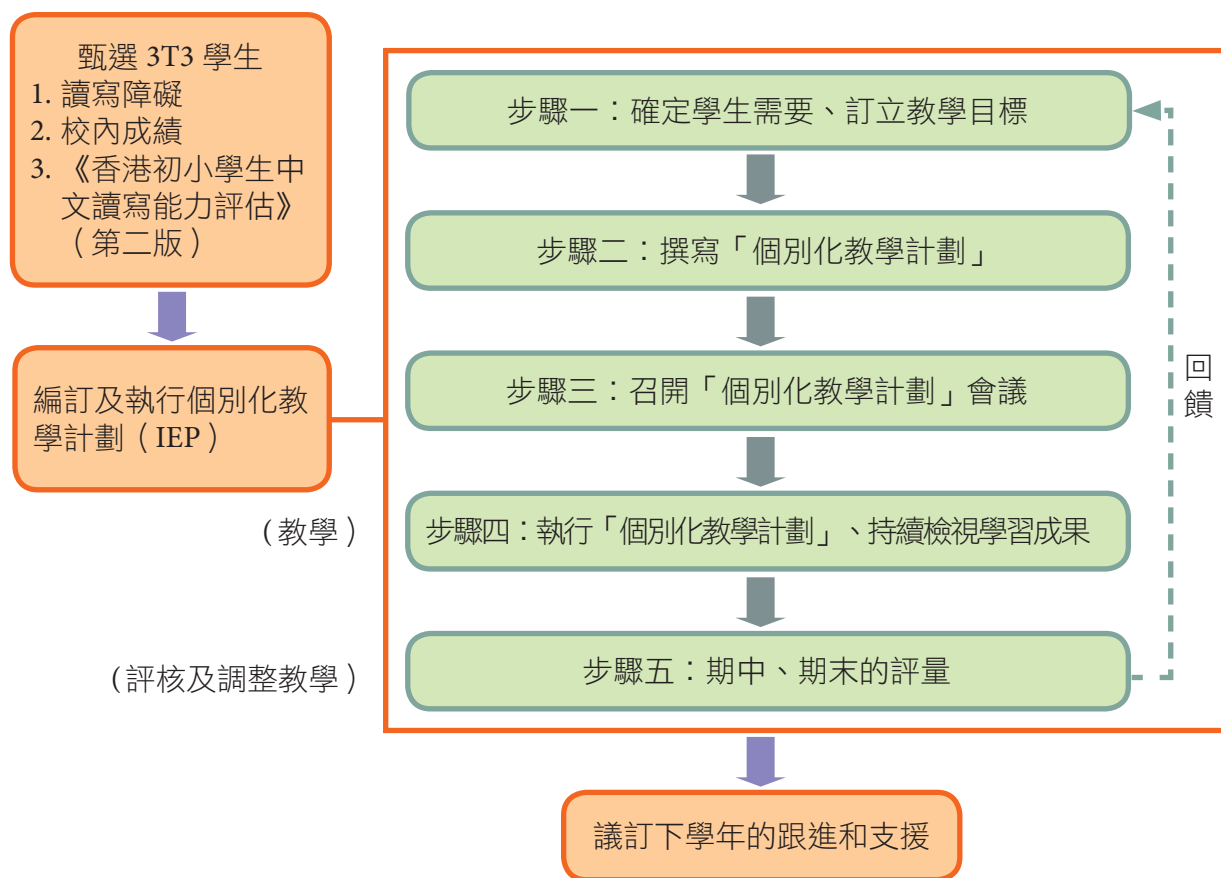 甄選 3T3 學生
1. 讀寫障礙
2. 校內成績
3. 《香港初小學生中
文讀寫能力評估》
（第二版）
編訂及執行個別化教
學計劃（IEP）
步驟一：確定學生需要、訂立教學目標
步驟二：撰寫「個別化教學計劃」
步驟三：召開「個別化教學計劃」會議
（教學）
步驟四：執行「個別化教學計劃」、持續檢視學習成果
（評核及調整教學）
步驟五：期中、期末的評量
回饋
議訂下學年的跟進和支援